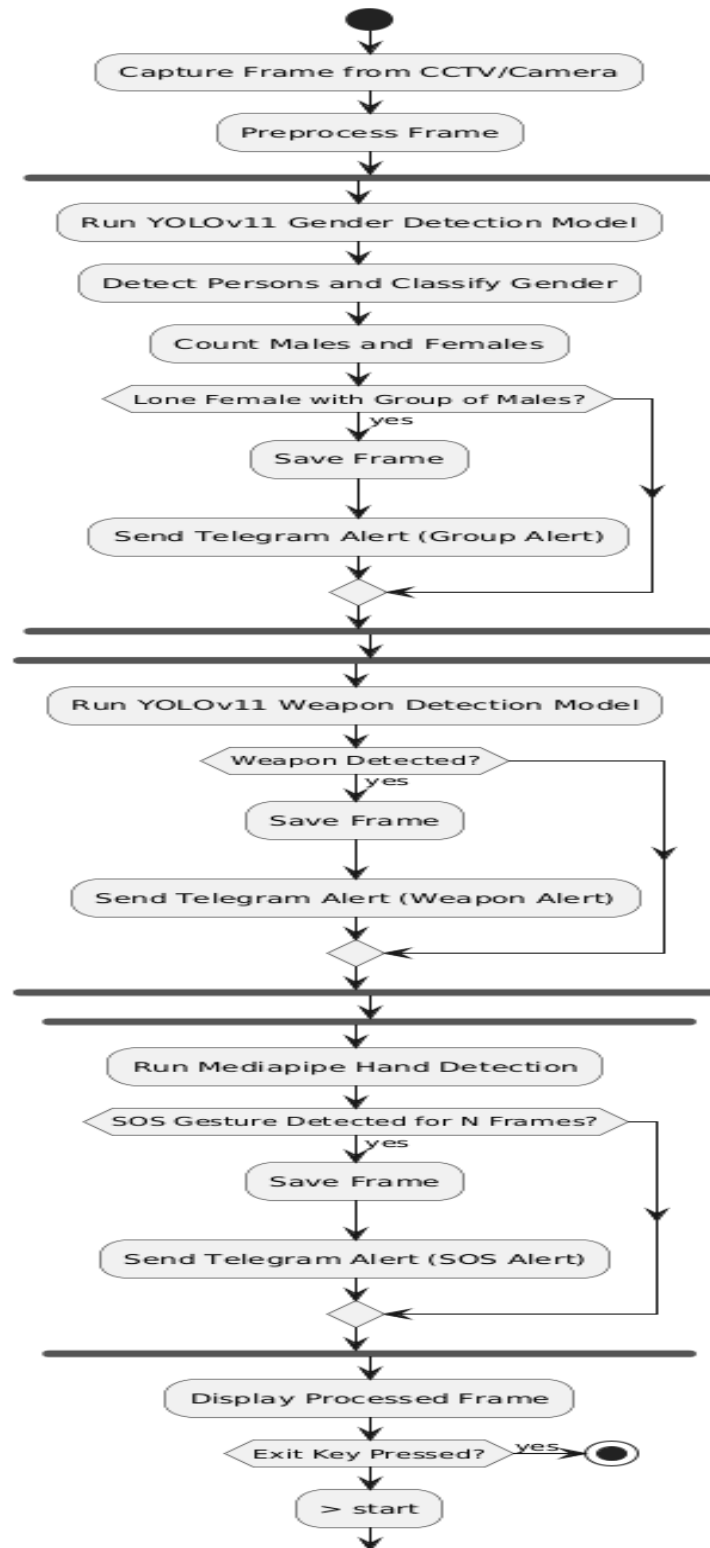 Capture Frame from CCTV/Camera
Preprocess Frame
Run YOLOv11 Gender Detection Model
Detect Persons and Classify Gender
Count Males and Females
Lone Female with Group of Males?
yes
Save Frame
Send Telegram Alert (Group Alert)
Run YOLOv11 Weapon Detection Model
Weapon Detected?
yes
Save Frame
Send Telegram Alert (Weapon Alert)
Run Mediapipe Hand Detection
SOS Gesture Detected for N Frames?
yes
Save Frame
Send Telegram Alert (SOS Alert)
Display Processed Frame
Exit Key Pressed?
yes
> start